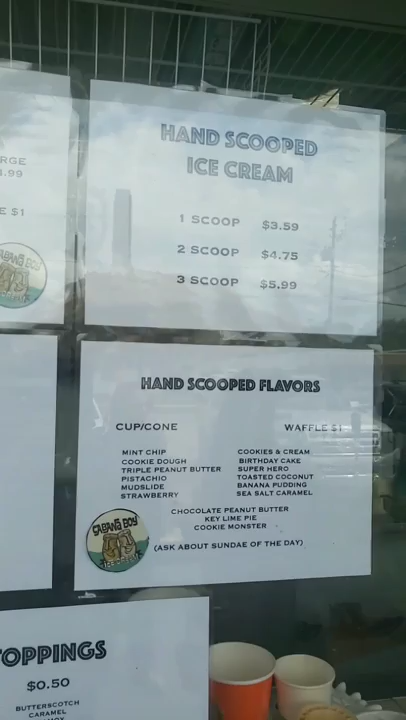 RGE
.99
E $1
HAND SCOOPED
ICE CREAM
1 SCOOP $3.59
2 SCOOP $4.75
3 SCOOP $5.99
HAND SCOOPED FLAVORS
CUP/CONE WAFFLE $1
MINT CHIP COOKIES & CREAM
COOKIE DOUGH BIRTHDAY CAKE
TRIPLE PEANUT BUTTER SUPER HERO
PISTACHIO TOASTED COCONUT
MUDSLIDE BANANA PUDDING
STRAWBERRY SEA SALT CARAMEL
CHOCOLATE PEANUT BUTTER
KEY LIME PIE
COOKIE MONSTER
(ASK ABOUT SUNDAE OF THE DAY)
OPPINGS
$0.50
BUTTERSCOTCH
CARAMEL